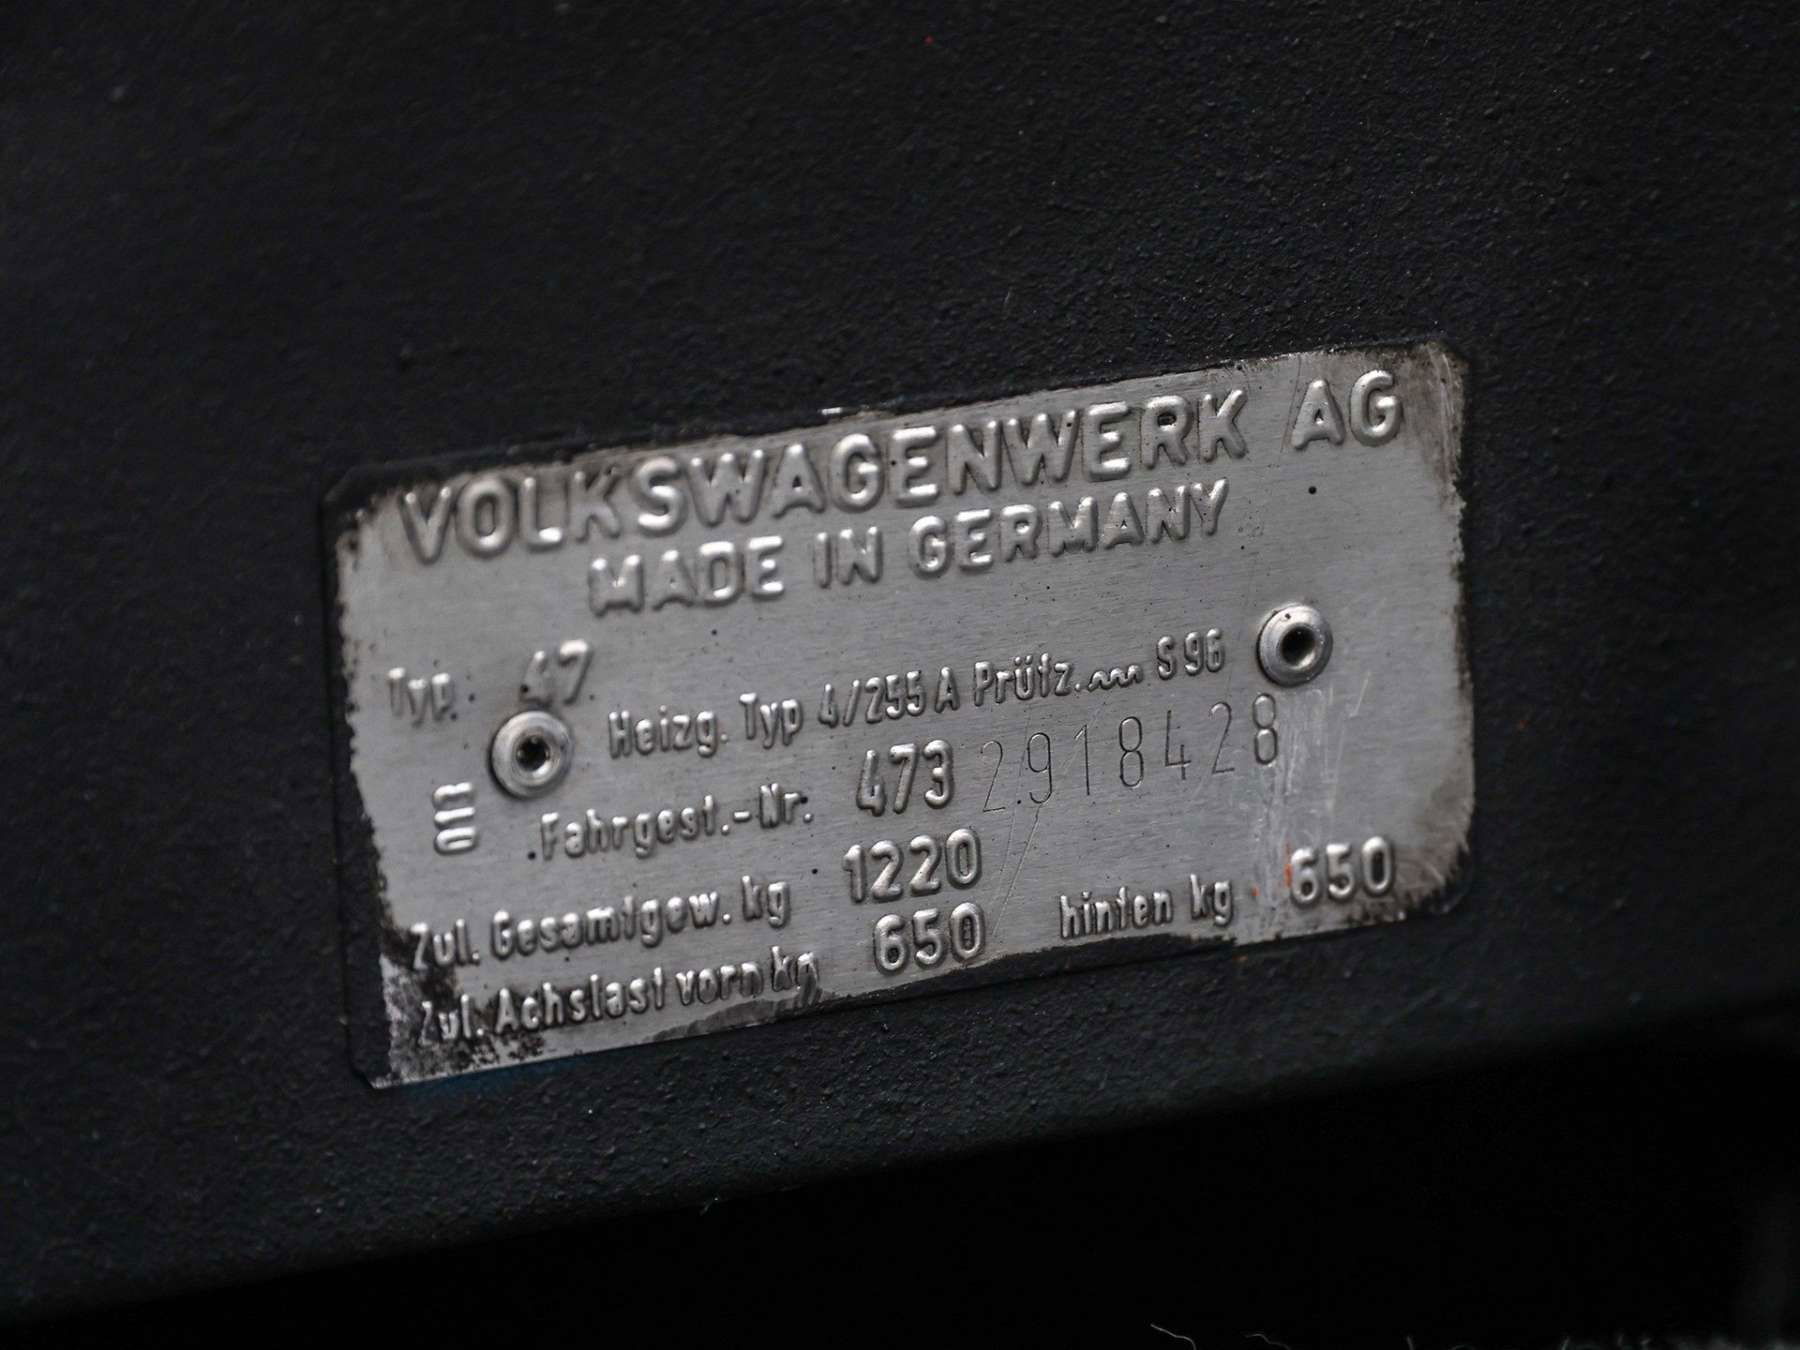 VOLKSWAGENWERK AG
MADE IN GERMANY
Typ. 47
Heizg. Typ 4/255 A Prüfz. S 96
Fahrgest.-Nr. 473 2918428
Zul. Gesamtgew. kg 1220
Zul. Achslast vorn kg 650 hinten kg 650